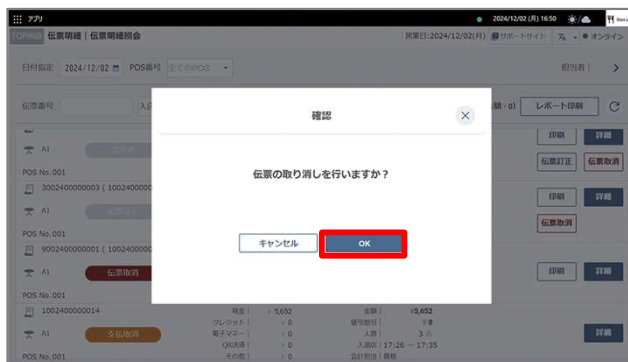 アプリ
2024/12/02 (月) 16:50
伝票明細 | 伝票明細照会
営業日:2024/12/02(月)
サポートサイト
オンライン
日付指定 2024/12/02 POS番号 全てのPOS
担当者 |
伝票番号
レポート印刷
確認
伝票の取り消しを行いますか？
キャンセル
OK
印刷 詳細
A1
伝票訂正 伝票取消
POS No.001
3002400000003 ( 10024000
印刷 詳細
A1
伝票取消
POS No.001
9002400000001 ( 10024000
A1 伝票取消
印刷 詳細
POS No.001
1002400000014
現金 | ¥ 5,652
金額 | ¥5,652
クレジット | ¥ 0
値引割引 | ¥ 0
A1 支払取消
電子マネー | ¥ 0
人数 | 3 名
詳細
QR決済 | ¥ 0
入退店 | 17:26 ～ 17:35
POS No.001
その他 | ¥ 0
会計担当 |